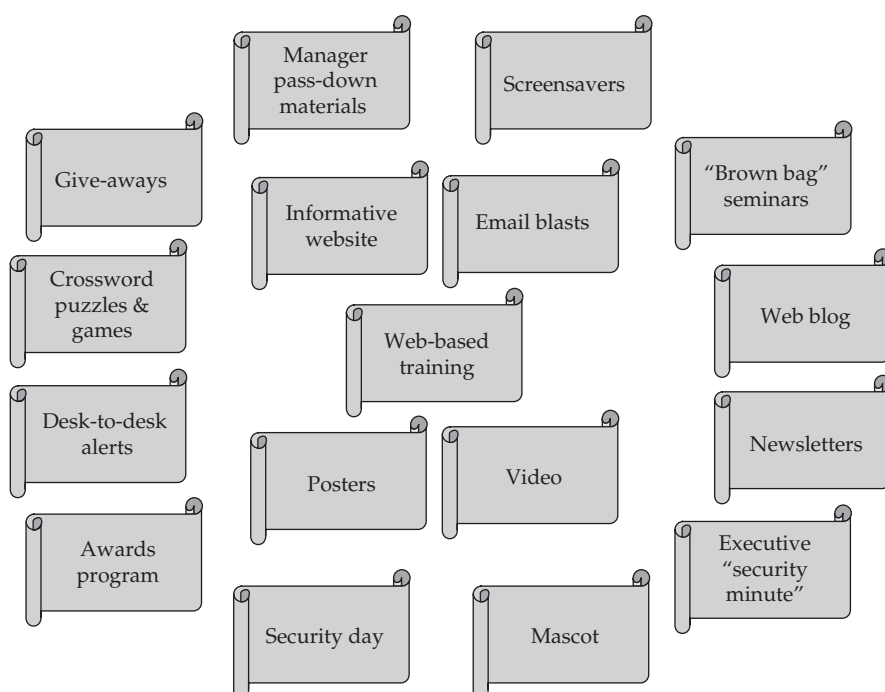 Manager
pass-down
materials
Screensavers
Give-aways
“Brown bag”
seminars
Informative
website
Email blasts
Crossword
puzzles &
games
Web blog
Web-based
training
Desk-to-desk
alerts
Newsletters
Posters
Video
Awards
program
Executive
“security
minute”
Security day
Mascot